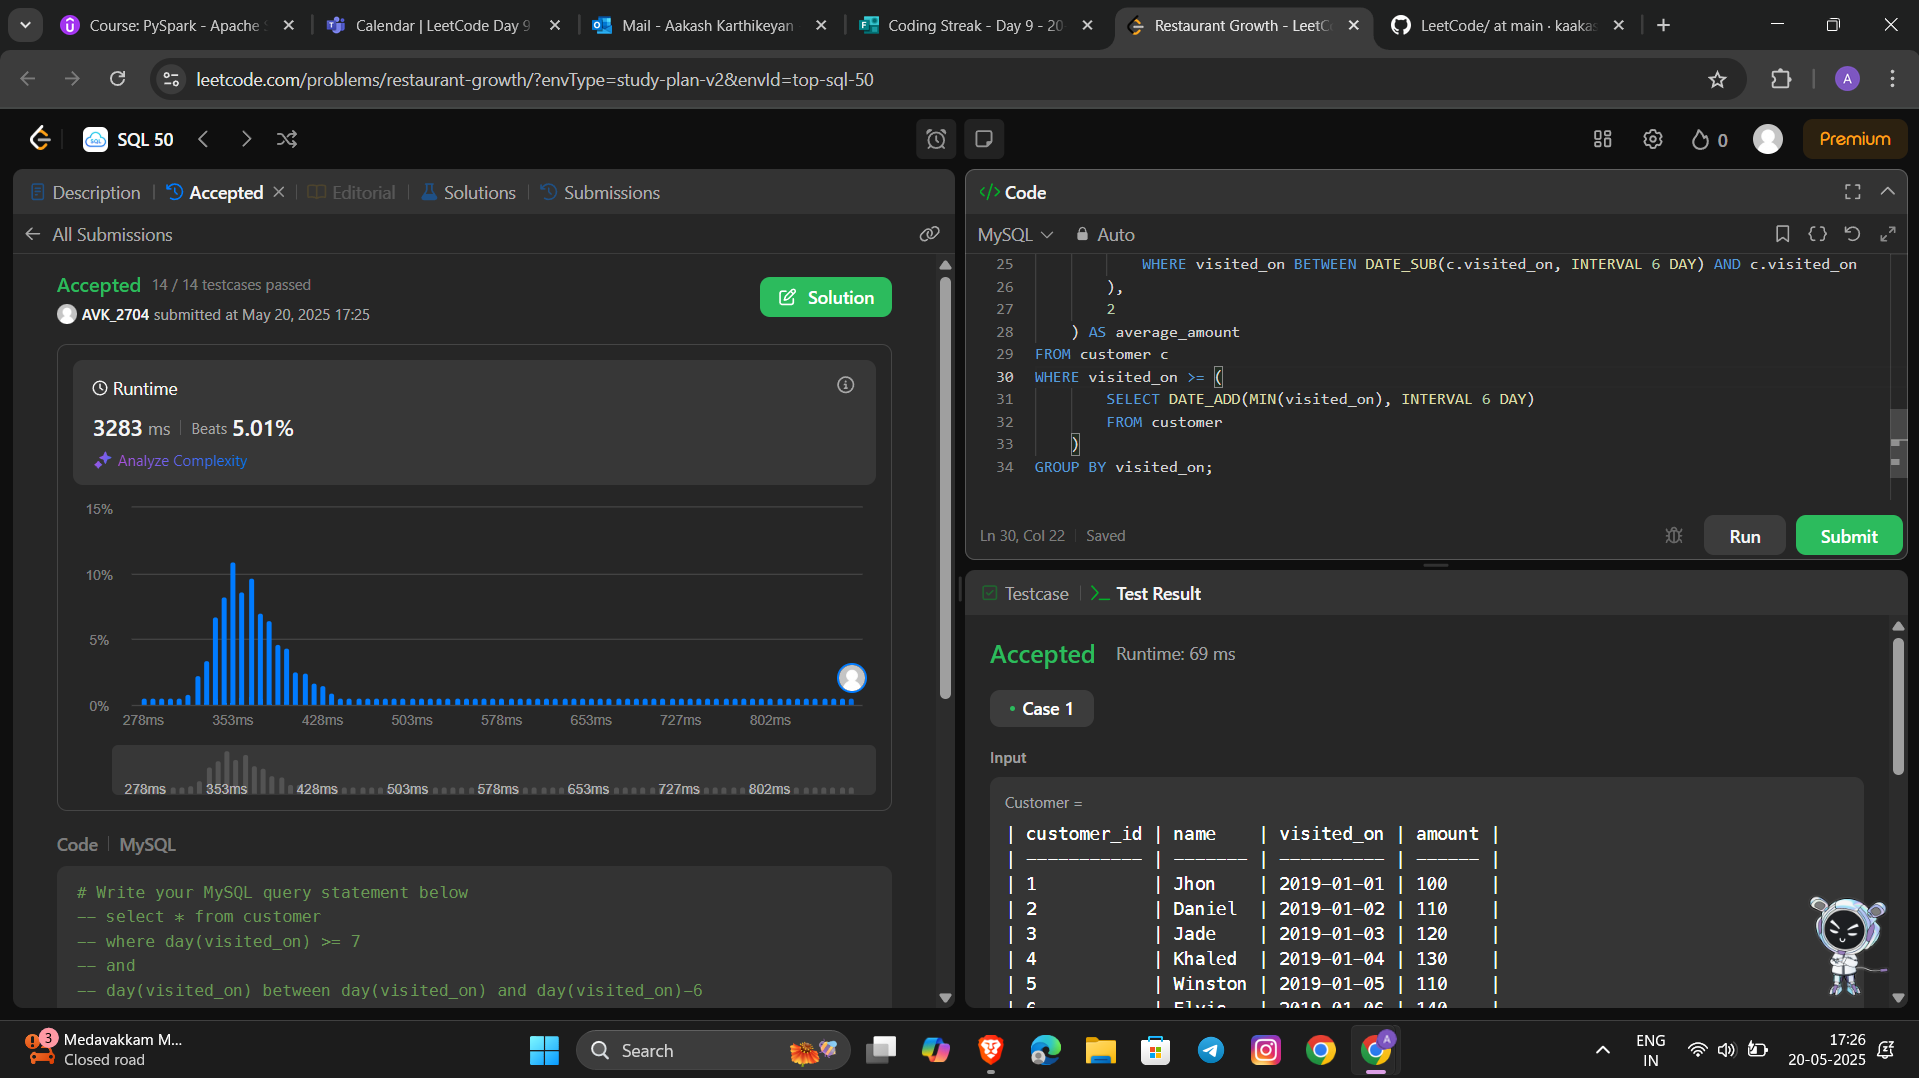 Course: PySpark - Apache
Calendar | LeetCode Day 9
Mail - Aakash Karthikeyan
Coding Streak - Day 9 - 20
Restaurant Growth - LeetC
LeetCode/ at main · kaakas
leetcode.com/problems/restaurant-growth/?envType=study-plan-v2&envId=top-sql-50
A
SQL 50
0
Premium
Description
Accepted
Editorial
Solutions
Submissions
All Submissions
Accepted 14 / 14 testcases passed
AVK_2704 submitted at May 20, 2025 17:25
Solution
Runtime
3283 ms | Beats 5.01%
Analyze Complexity
15%
10%
5%
0%
278ms 353ms 428ms 503ms 578ms 653ms 727ms 802ms
278ms 353ms 428ms 503ms 578ms 653ms 727ms 802ms
Code | MySQL
# Write your MySQL query statement below
-- select * from customer
-- where day(visited_on) >= 7
-- and
-- day(visited_on) between day(visited_on) and day(visited_on)-6
</> Code
MySQL Auto
25 WHERE visited_on BETWEEN DATE_SUB(c.visited_on, INTERVAL 6 DAY) AND c.visited_on
26 ),
27 2
28 ) AS average_amount
29 FROM customer c
30 WHERE visited_on >= (
31 SELECT DATE_ADD(MIN(visited_on), INTERVAL 6 DAY)
32 FROM customer
33 )
34 GROUP BY visited_on;
Ln 30, Col 22 | Saved
Run
Submit
Testcase
Test Result
Accepted Runtime: 69 ms
• Case 1
Input
Customer =
| customer_id | name | visited_on | amount |
| ----------- | ------- | ---------- | ------ |
| 1 | Jhon | 2019-01-01 | 100 |
| 2 | Daniel | 2019-01-02 | 110 |
| 3 | Jade | 2019-01-03 | 120 |
| 4 | Khaled | 2019-01-04 | 130 |
| 5 | Winston | 2019-01-05 | 110 |
| 6 | Elvis | 2019-01-06 | 140 |
3
Medavakkam M...
Closed road
Search
A
ENG
IN
17:26
20-05-2025